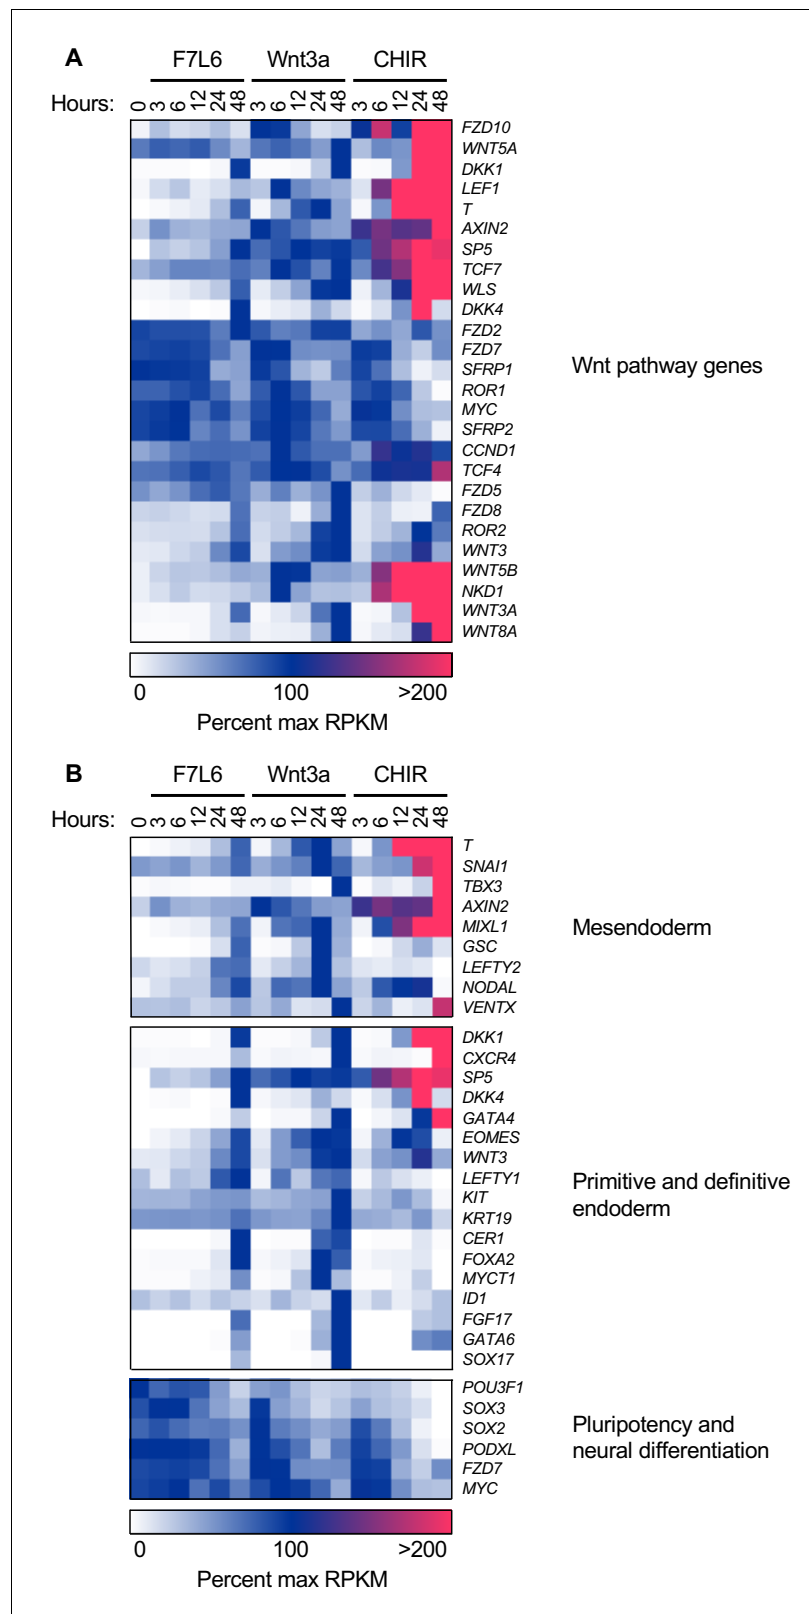 A
F7L6 Wnt3a CHIR
Hours: 0 3 6 12 24 48 3 6 12 24 48 3 6 12 24 48
FZD10
WNT5A
DKK1
LEF1
T
AXIN2
SP5
TCF7
WLS
DKK4
FZD2
FZD7
SFRP1
Wnt pathway genes
ROR1
MYC
SFRP2
CCND1
TCF4
FZD5
FZD8
ROR2
WNT3
WNT5B
NKD1
WNT3A
WNT8A
0 100 >200
Percent max RPKM
B
F7L6 Wnt3a CHIR
Hours: 0 3 6 12 24 48 3 6 12 24 48 3 6 12 24 48
T
SNAI1
TBX3
AXIN2
MIXL1
Mesendoderm
GSC
LEFTY2
NODAL
VENTX
DKK1
CXCR4
SP5
DKK4
GATA4
EOMES
WNT3
LEFTY1
Primitive and definitive
endoderm
KIT
KRT19
CER1
FOXA2
MYCT1
ID1
FGF17
GATA6
SOX17
POU3F1
SOX3
SOX2
Pluripotency and
neural differentiation
PODXL
FZD7
MYC
0 100 >200
Percent max RPKM